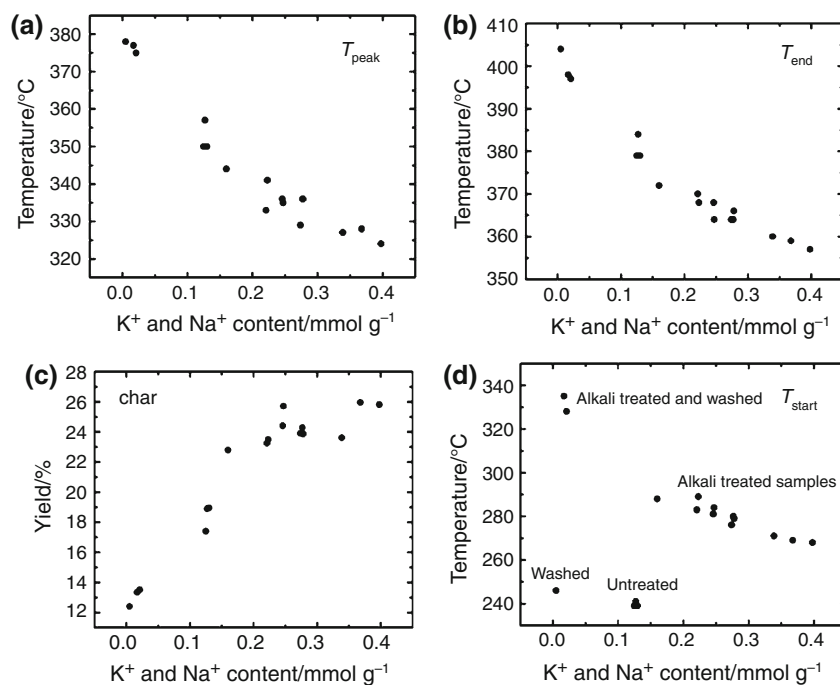 (a)
T peak
Temperature/°C
380
370
360
350
340
330
320
0.0 0.1 0.2 0.3 0.4
K⁺ and Na⁺ content/mmol g⁻¹
(b)
T end
Temperature/°C
410
400
390
380
370
360
350
0.0 0.1 0.2 0.3 0.4
K⁺ and Na⁺ content/mmol g⁻¹
(c)
char
Yield/%
28
26
24
22
20
18
16
14
12
0.0 0.1 0.2 0.3 0.4
K⁺ and Na⁺ content/mmol g⁻¹
(d)
T start
Temperature/°C
340
320
300
280
260
240
Alkali treated and washed
Alkali treated samples
Washed
Untreated
0.0 0.1 0.2 0.3 0.4
K⁺ and Na⁺ content/mmol g⁻¹